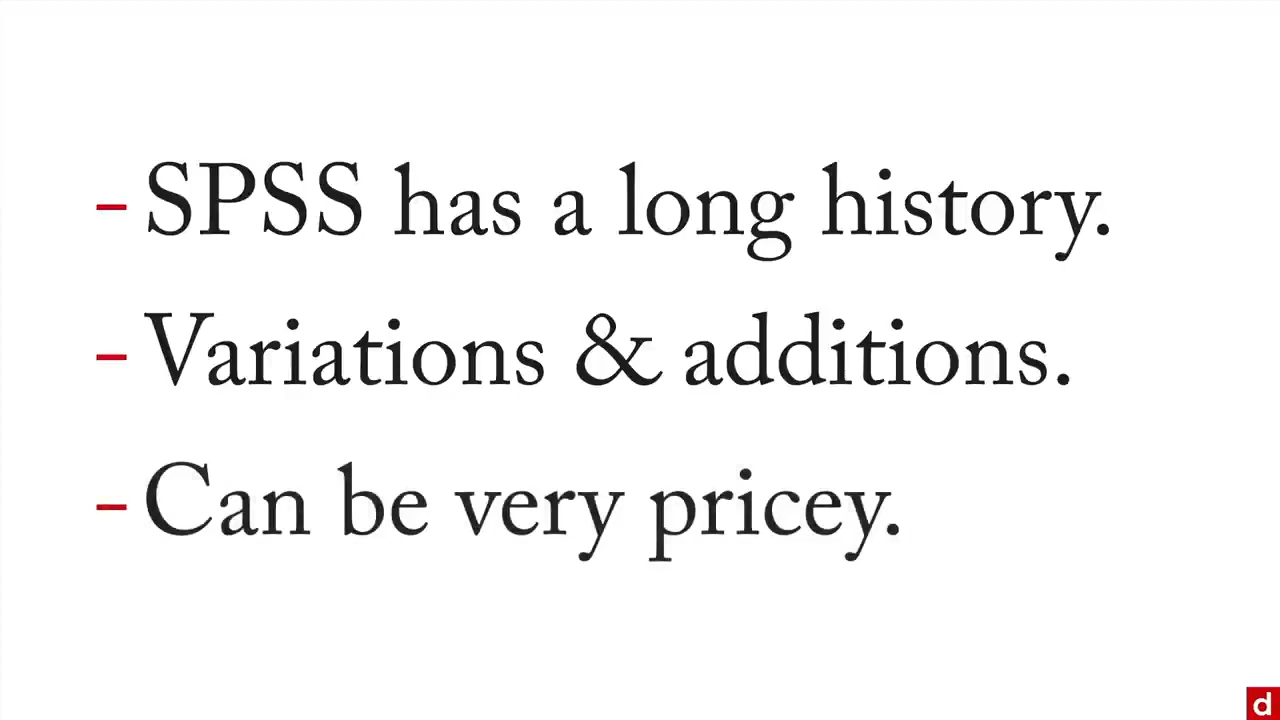 - SPSS has a long history.
- Variations & additions.
- Can be very pricey.
d